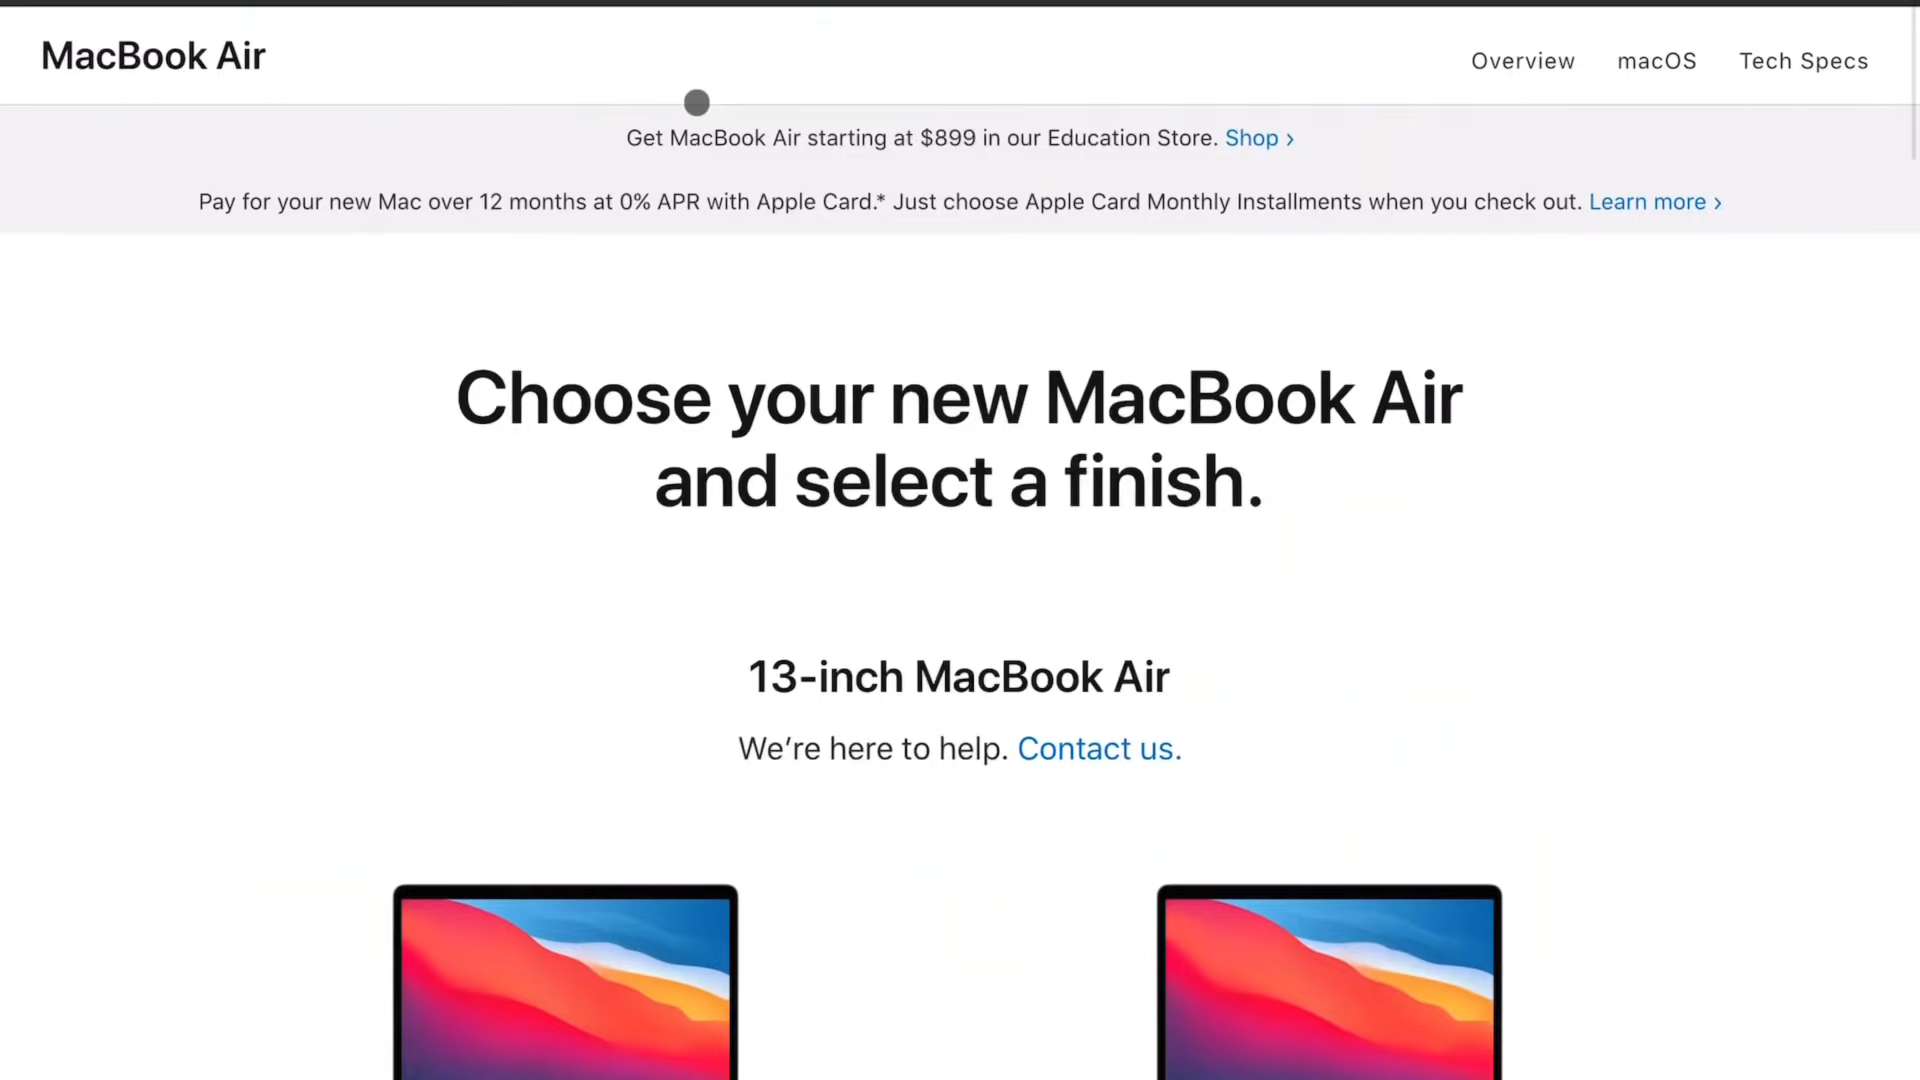 MacBook Air
Overview macOS Tech Specs
Get MacBook Air starting at $899 in our Education Store. Shop ›
Pay for your new Mac over 12 months at 0% APR with Apple Card.* Just choose Apple Card Monthly Installments when you check out. Learn more ›
Choose your new MacBook Air
and select a finish.
13-inch MacBook Air
We’re here to help. Contact us.